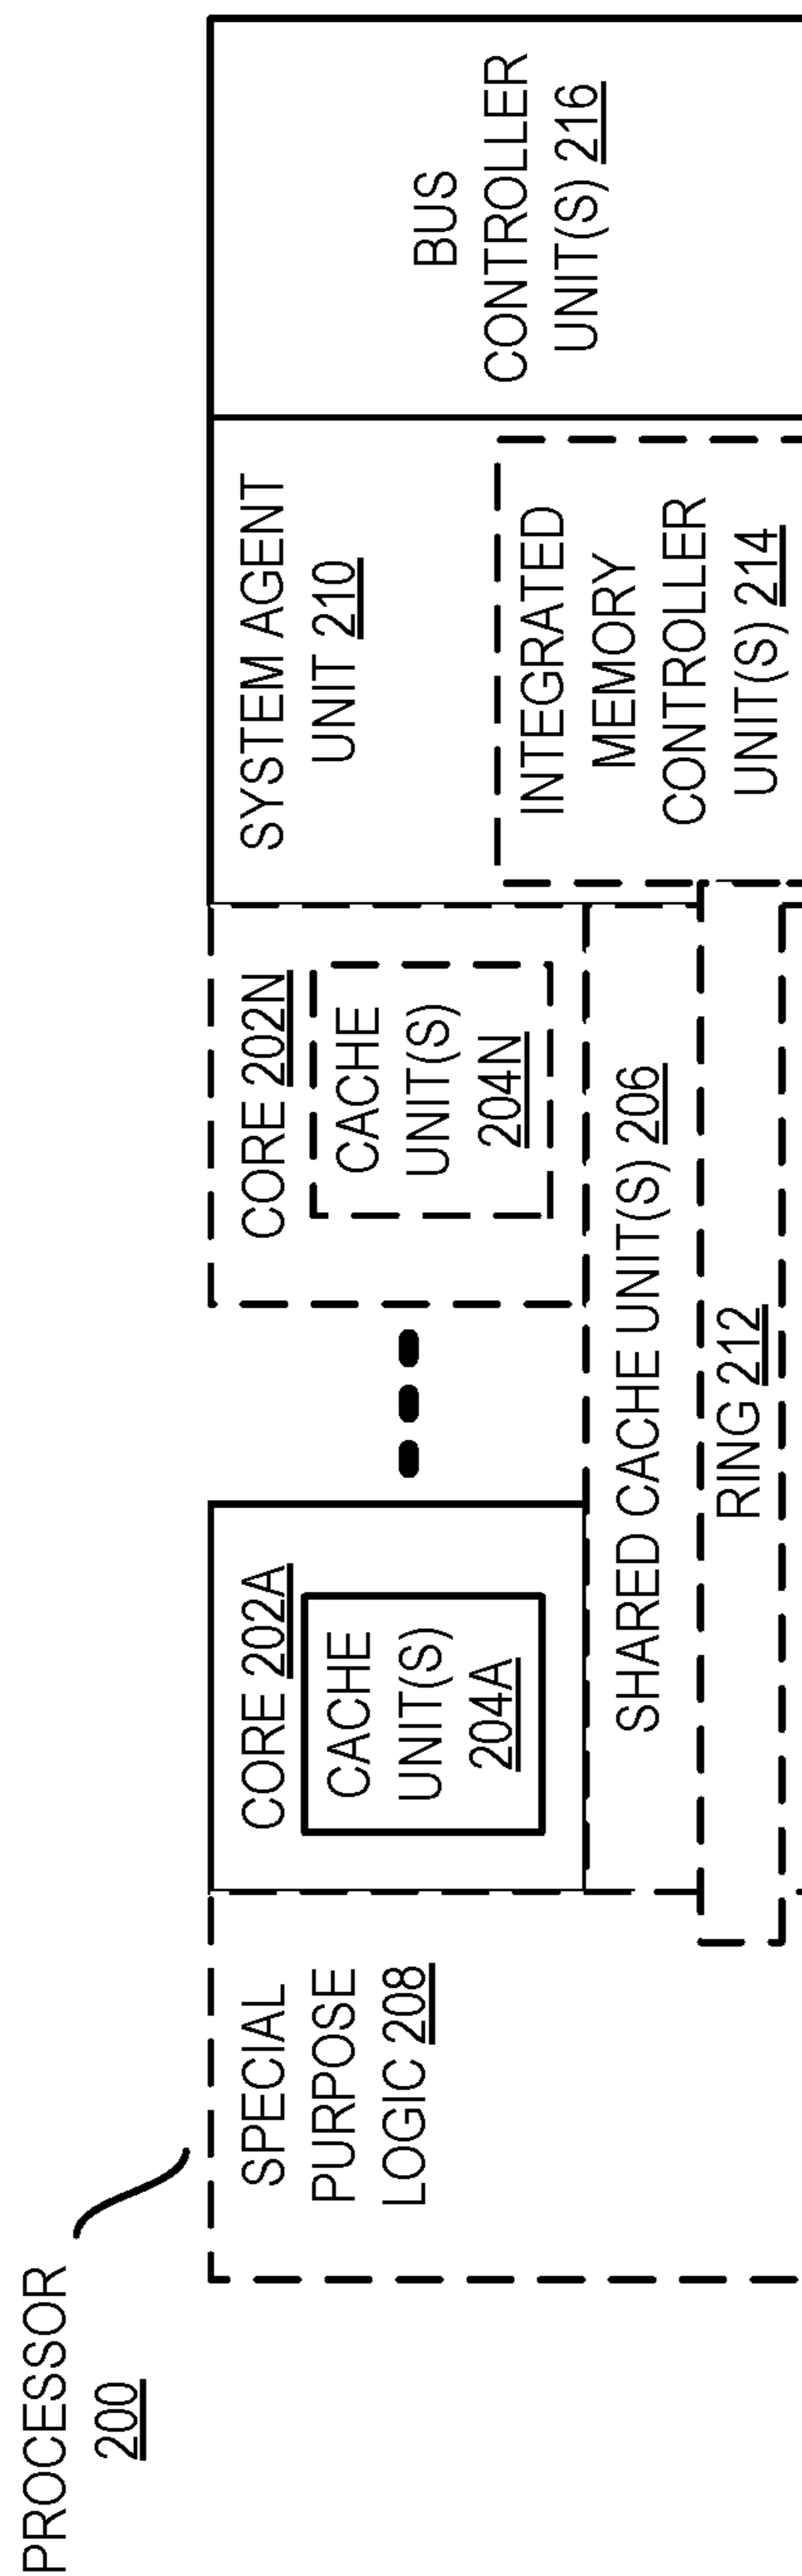 PROCESSOR
200
SPECIAL
PURPOSE
LOGIC 208
CORE 202A
CACHE
UNIT(S)
204A
CORE 202N
CACHE
UNIT(S)
204N
SHARED CACHE UNIT(S) 206
RING 212
SYSTEM AGENT
UNIT 210
INTEGRATED
MEMORY
CONTROLLER
UNIT(S) 214
BUS
CONTROLLER
UNIT(S) 216